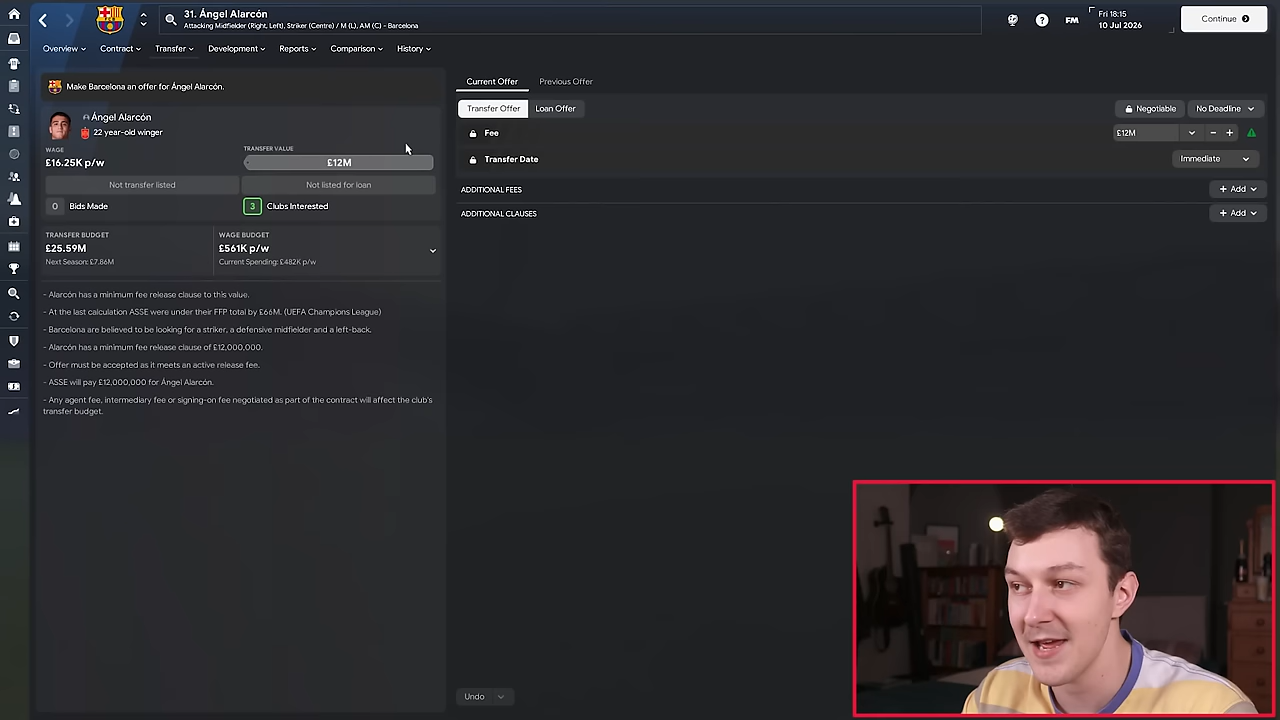 31. Ángel Alarcón
Attacking Midfielder (Right, Left), Striker (Centre) / M (L), AM (C) - Barcelona
FM
Fri 18:15
10 Jul 2026
Continue
Overview
Contract
Transfer
Development
Reports
Comparison
History
Make Barcelona an offer for Ángel Alarcón.
Ángel Alarcón
22 year-old winger
WAGE
£16.25K p/w
TRANSFER VALUE
£12M
Not transfer listed
Not listed for loan
0 Bids Made
3 Clubs Interested
TRANSFER BUDGET
£25.59M
Next Season: £7.86M
WAGE BUDGET
£561K p/w
Current Spending: £482K p/w
- Alarcón has a minimum fee release clause to this value.
- At the last calculation ASSE were under their FFP total by £66M. (UEFA Champions League)
- Barcelona are believed to be looking for a striker, a defensive midfielder and a left-back.
- Alarcón has a minimum fee release clause of £12,000,000.
- Offer must be accepted as it meets an active release fee.
- ASSE will pay £12,000,000 for Ángel Alarcón.
- Any agent fee, intermediary fee or signing-on fee negotiated as part of the contract will affect the club's
transfer budget.
Current Offer
Previous Offer
Transfer Offer
Loan Offer
Negotiable
No Deadline
Fee
£12M
Transfer Date
Immediate
ADDITIONAL FEES
+ Add
ADDITIONAL CLAUSES
+ Add
Undo